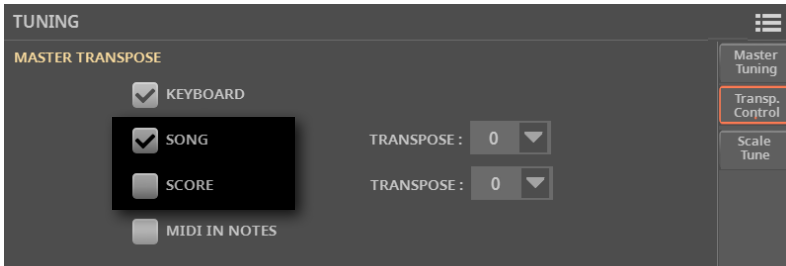 TUNING
MASTER TRANSPOSE
Master
Tuning
KEYBOARD
Transp.
Control
SONG
TRANSPOSE : 0
Scale
Tune
SCORE
TRANSPOSE : 0
MIDI IN NOTES